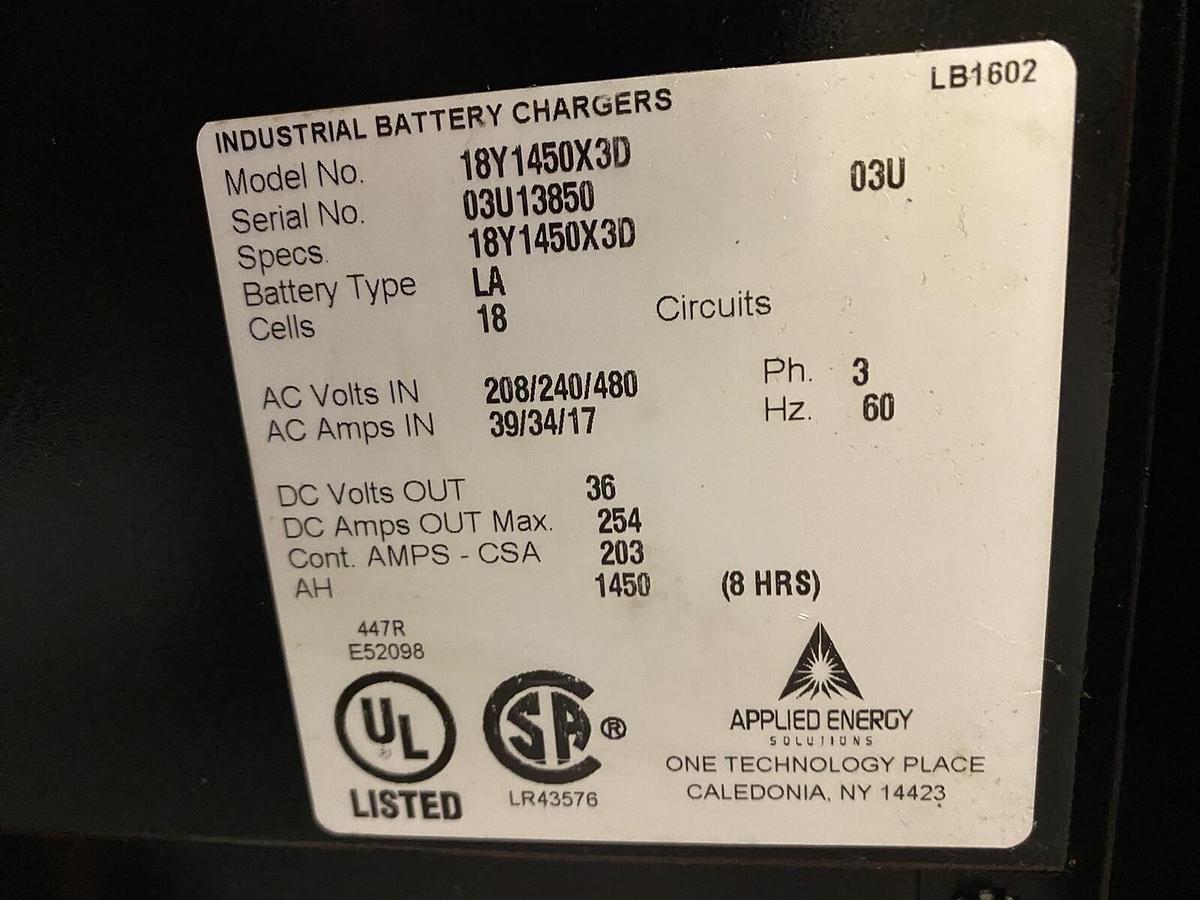 LB1602
INDUSTRIAL BATTERY CHARGERS
Model No. 18Y1450X3D 03U
Serial No. 03U13850
Specs. 18Y1450X3D
Battery Type LA
Cells 18 Circuits
AC Volts IN 208/240/480 Ph. 3
AC Amps IN 39/34/17 Hz. 60
DC Volts OUT 36
DC Amps OUT Max. 254
Cont. AMPS - CSA 203
AH 1450 (8 HRS)
447R
E52098
UL
LISTED
SA ®
LR43576
APPLIED ENERGY
SOLUTIONS
ONE TECHNOLOGY PLACE
CALEDONIA, NY 14423